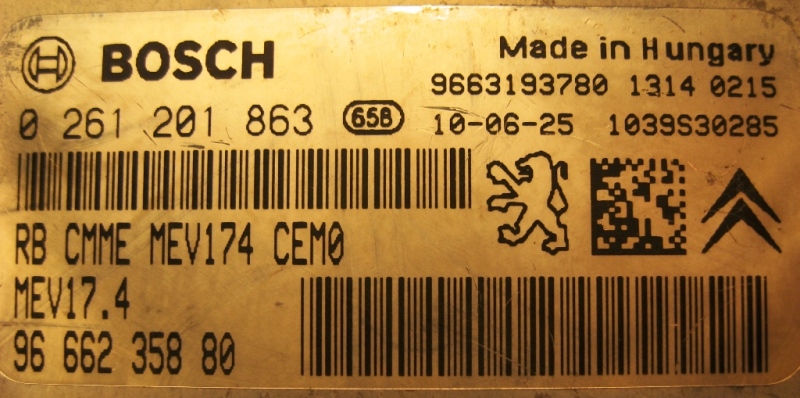 BOSCH
Made in Hungary
9663193780 1314 0215
0 261 201 863 658
10-06-25 1039S30285
RB CMME MEV174 CEM0
MEV17.4
96 662 358 80